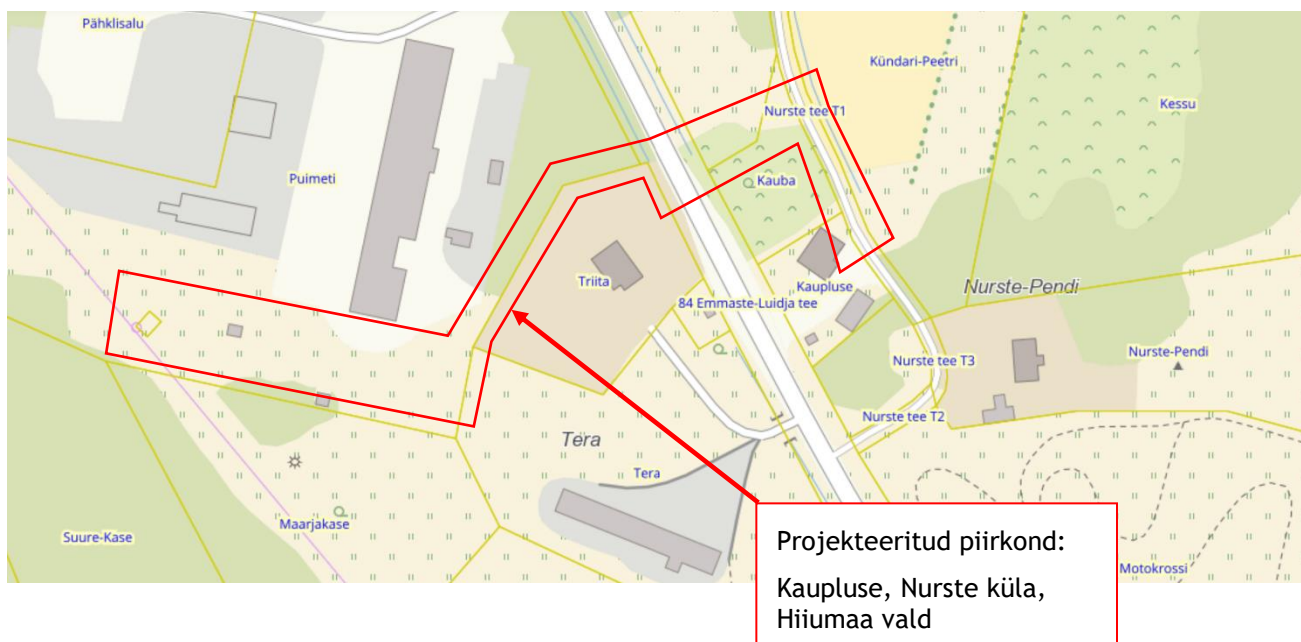 Pähklisalu
Kündari-Peetri
Kessu
Nurste tee T1
Puimeti
Kauba
Triita
Kaupluse
Nurste-Pendi
84 Emmaste-Luidja tee
Nurste tee T3
Nurste-Pendi
Nurste tee T2
Tera
Tera
Maarjakase
Suure-Kase
Motokrossi
Projekteeritud piirkond:
Kaupluse, Nurste küla,
Hiiumaa vald